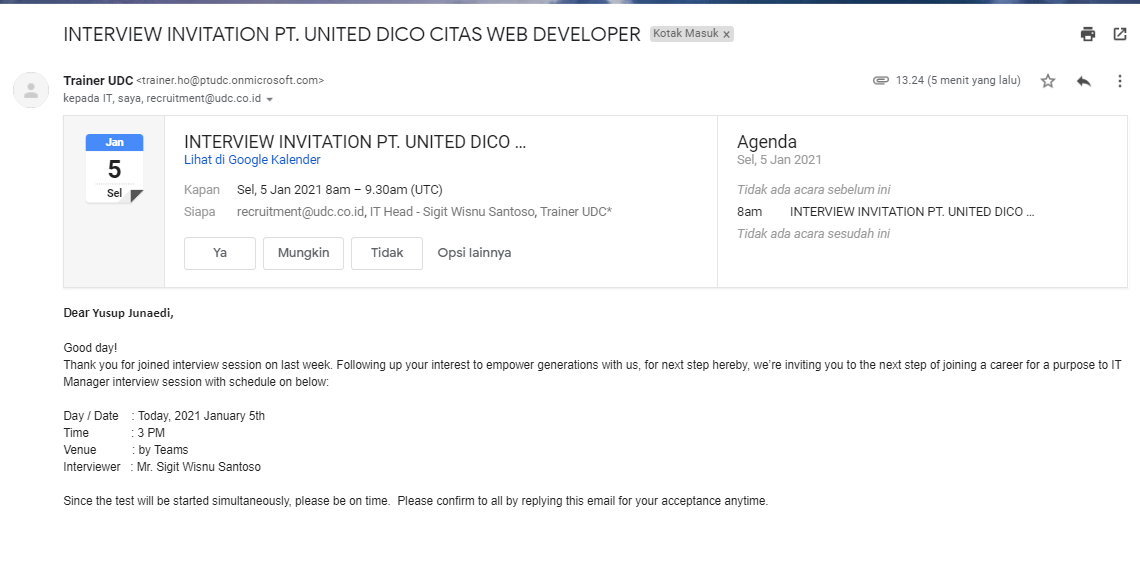 INTERVIEW INVITATION PT. UNITED DICO CITAS WEB DEVELOPER Kotak Masuk x
Trainer UDC <trainer.ho@ptudc.onmicrosoft.com> 13.24 (5 menit yang lalu)
kepada IT, saya, recruitment@udc.co.id
Jan
5
Sel
INTERVIEW INVITATION PT. UNITED DICO ...
Lihat di Google Kalender
Kapan Sel, 5 Jan 2021 8am – 9.30am (UTC)
Siapa recruitment@udc.co.id, IT Head - Sigit Wisnu Santoso, Trainer UDC*
Ya Mungkin Tidak Opsi lainnya
Agenda
Sel, 5 Jan 2021
Tidak ada acara sebelum ini
8am INTERVIEW INVITATION PT. UNITED DICO ...
Tidak ada acara sesudah ini
Dear Yusup Junaedi,
Good day!
Thank you for joined interview session on last week. Following up your interest to empower generations with us, for next step hereby, we're inviting you to the next step of joining a career for a purpose to IT
Manager interview session with schedule on below:
Day / Date : Today, 2021 January 5th
Time : 3 PM
Venue : by Teams
Interviewer : Mr. Sigit Wisnu Santoso
Since the test will be started simultaneously, please be on time. Please confirm to all by replying this email for your acceptance anytime.